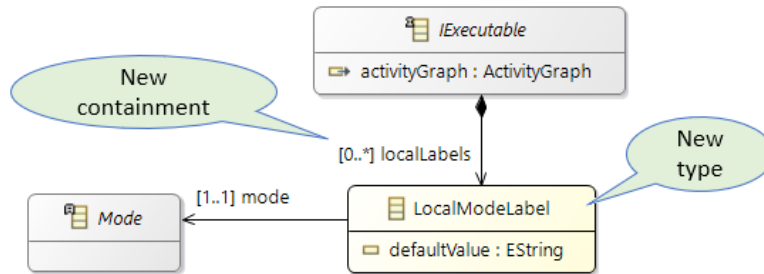 IExecutable
activityGraph : ActivityGraph
New
containment
[0..*] localLabels
New
type
[1..1] mode
Mode
LocalModeLabel
defaultValue : EString